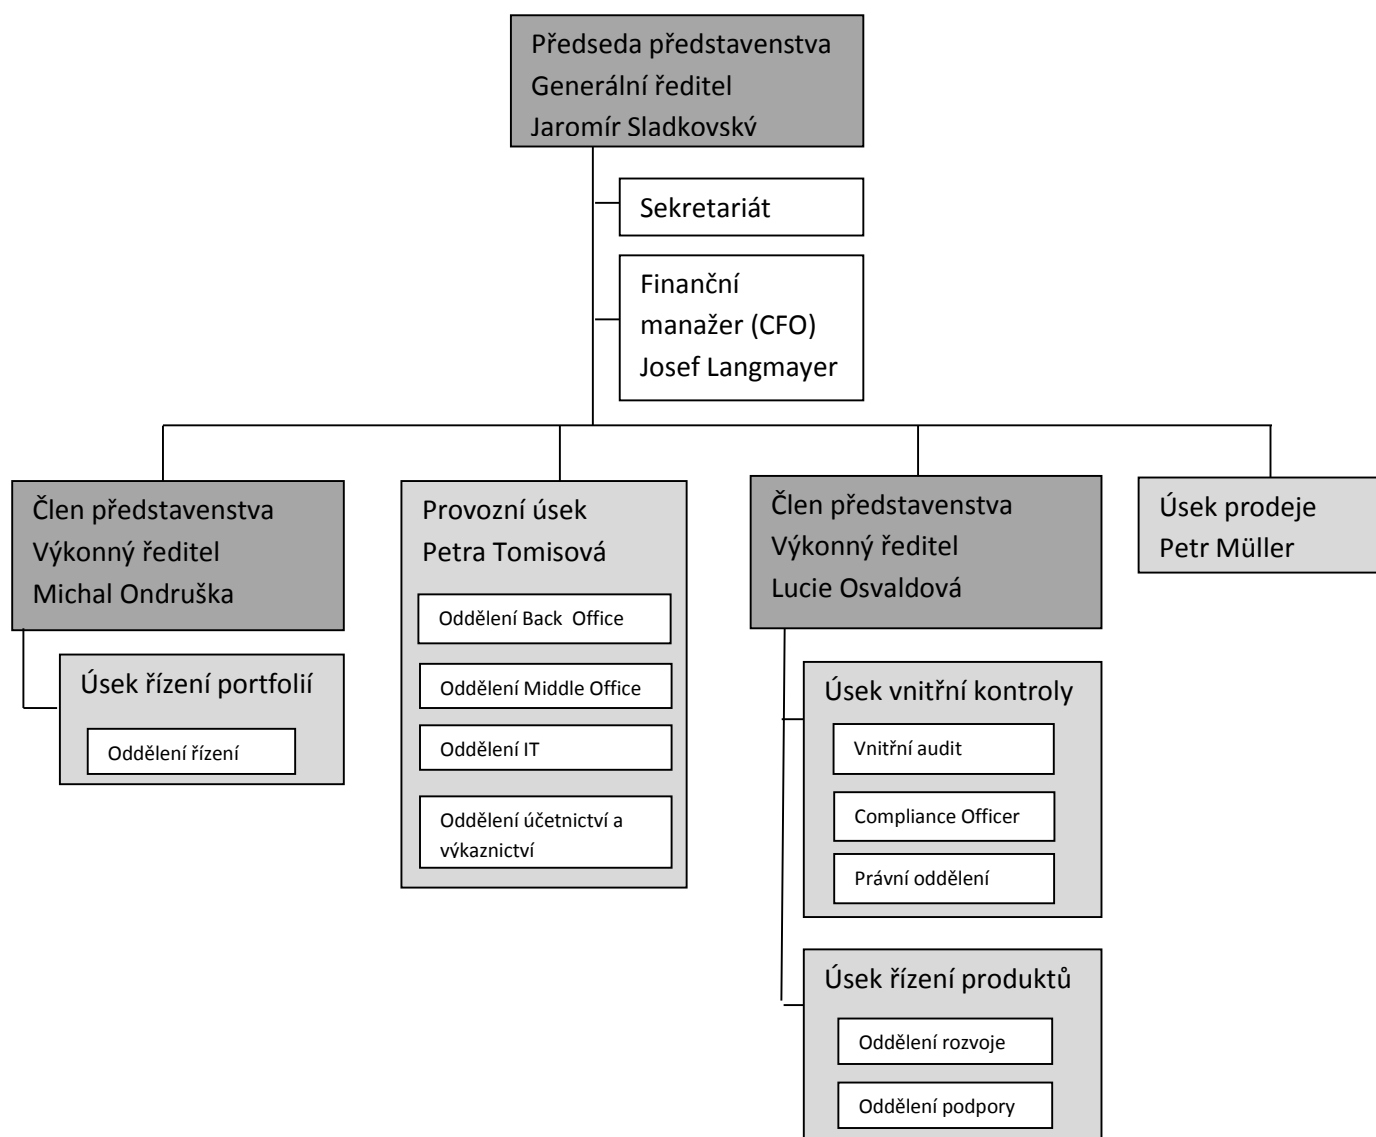 Předseda představenstva
Generální ředitel
Jaromír Sladkovský
Sekretariát
Finanční
manažer (CFO)
Josef Langmayer
Člen představenstva
Výkonný ředitel
Michal Ondruška
Úsek řízení portfolií
Oddělení řízení
Provozní úsek
Petra Tomisová
Oddělení Back  Office
Oddělení Middle Office
Oddělení IT
Oddělení účetnictví a
výkaznictví
Člen představenstva
Výkonný ředitel
Lucie Osvaldová
Úsek vnitřní kontroly
Vnitřní audit
Compliance Officer
Právní oddělení
Úsek řízení produktů
Oddělení rozvoje
Oddělení podpory
Úsek prodeje
Petr Müller